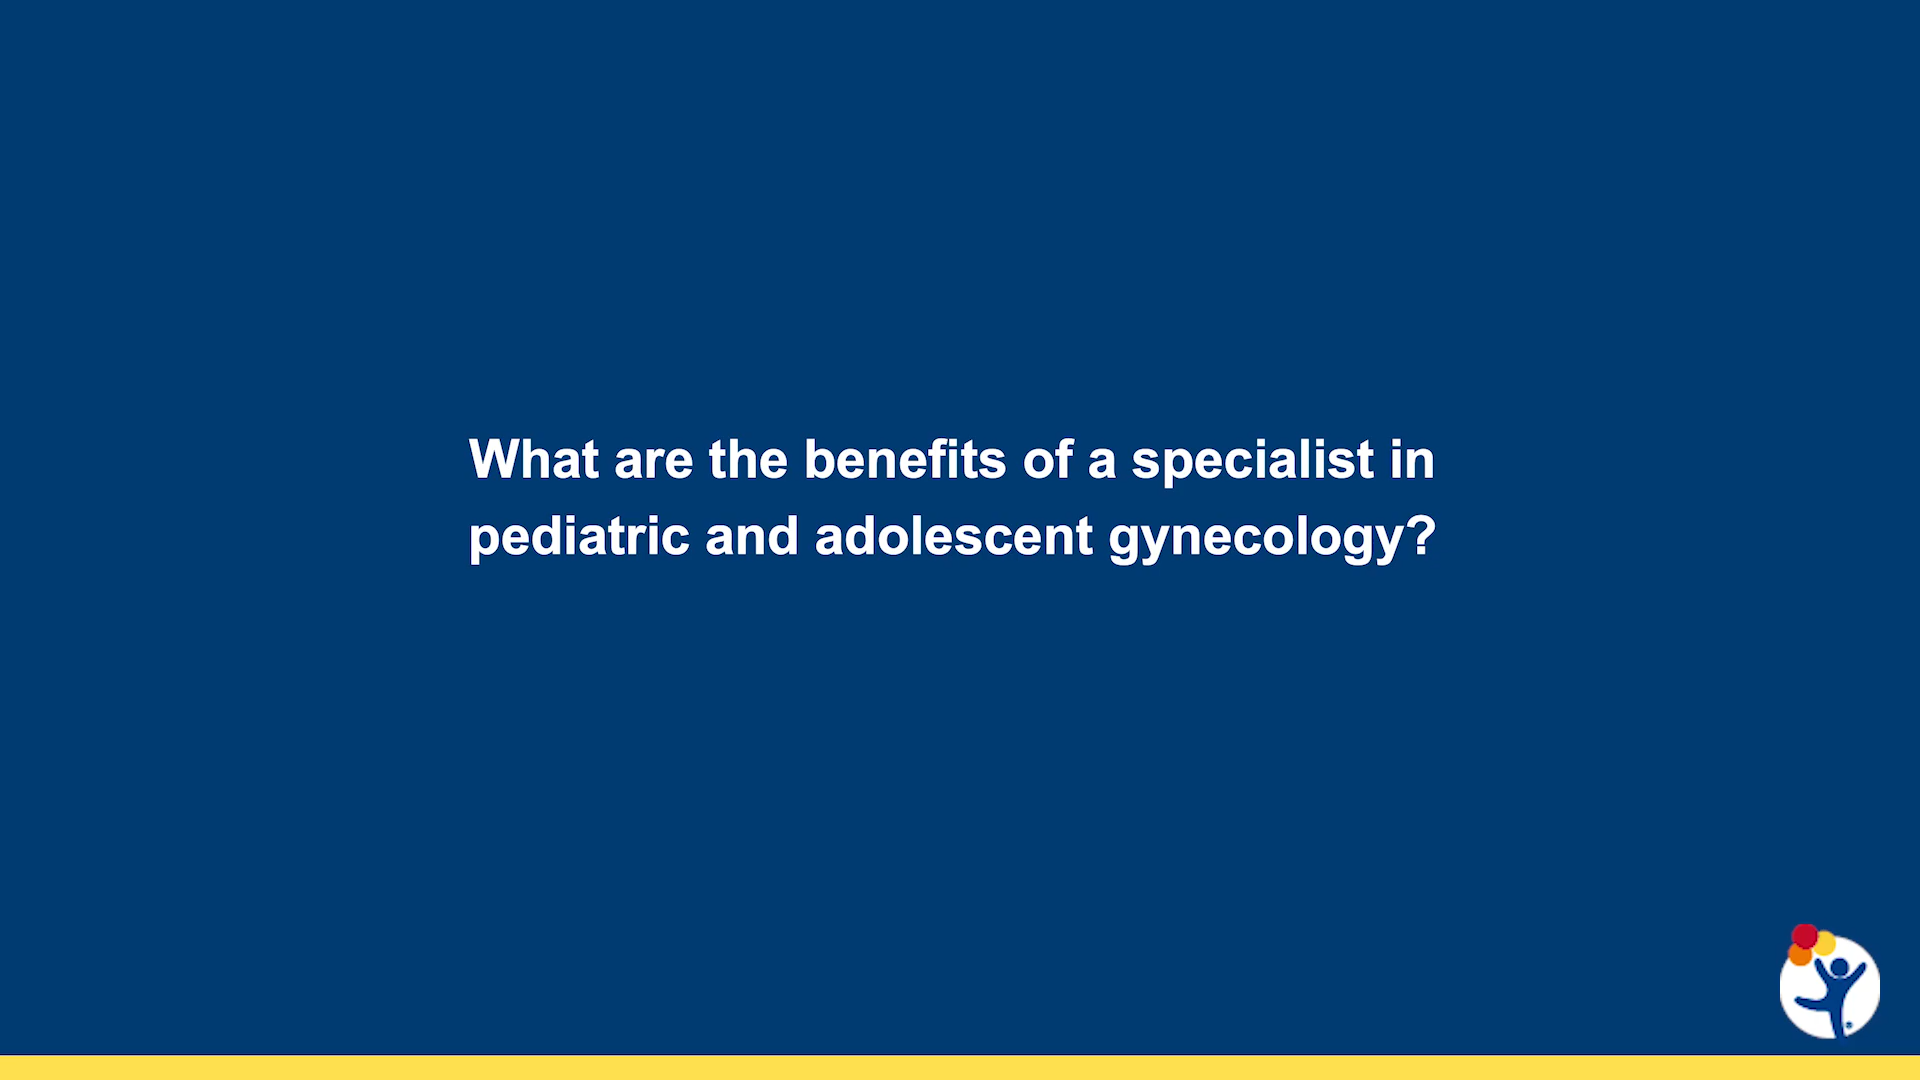 What are the benefits of a specialist in
pediatric and adolescent gynecology?